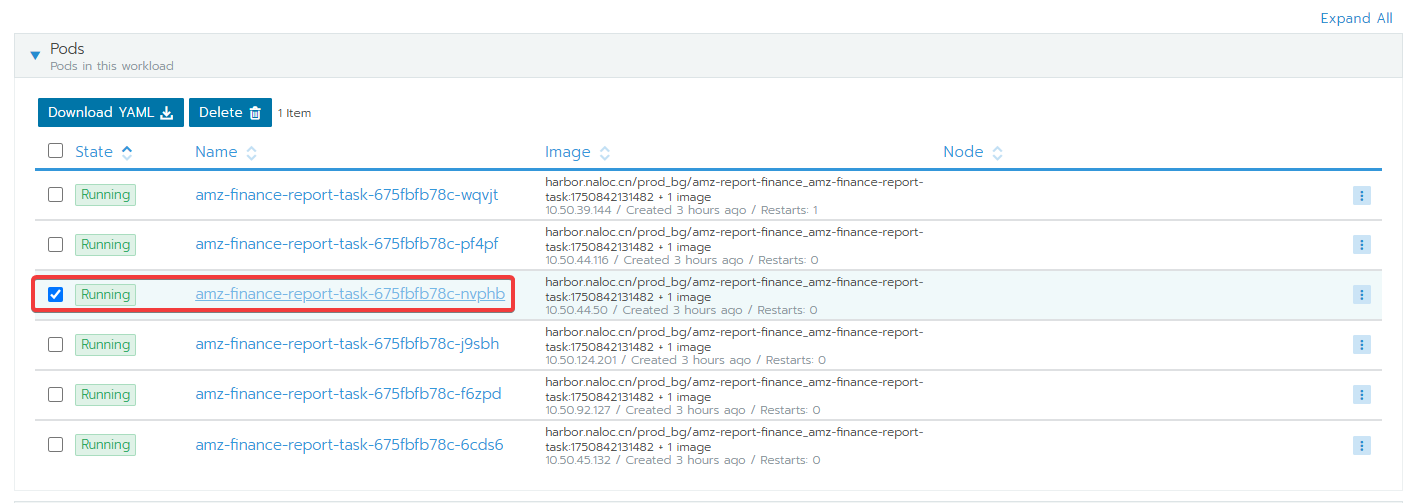 Expand All
Pods
Pods in this workload
Download YAML
Delete
1 Item
State
Name
Image
Node
Running
amz-finance-report-task-675fbfb78c-wqvjt
harbor.naloc.cn/prod_bg/amz-report-finance_amz-finance-report-
task:1750842131482 + 1 image
10.50.39.144 / Created 3 hours ago / Restarts: 1
Running
amz-finance-report-task-675fbfb78c-pf4pf
harbor.naloc.cn/prod_bg/amz-report-finance_amz-finance-report-
task:1750842131482 + 1 image
10.50.44.116 / Created 3 hours ago / Restarts: 0
Running
amz-finance-report-task-675fbfb78c-nvphb
harbor.naloc.cn/prod_bg/amz-report-finance_amz-finance-report-
task:1750842131482 + 1 image
10.50.44.50 / Created 3 hours ago / Restarts: 0
Running
amz-finance-report-task-675fbfb78c-j9sbh
harbor.naloc.cn/prod_bg/amz-report-finance_amz-finance-report-
task:1750842131482 + 1 image
10.50.124.201 / Created 3 hours ago / Restarts: 0
Running
amz-finance-report-task-675fbfb78c-f6zpd
harbor.naloc.cn/prod_bg/amz-report-finance_amz-finance-report-
task:1750842131482 + 1 image
10.50.92.127 / Created 3 hours ago / Restarts: 0
Running
amz-finance-report-task-675fbfb78c-6cds6
harbor.naloc.cn/prod_bg/amz-report-finance_amz-finance-report-
task:1750842131482 + 1 image
10.50.45.132 / Created 3 hours ago / Restarts: 0